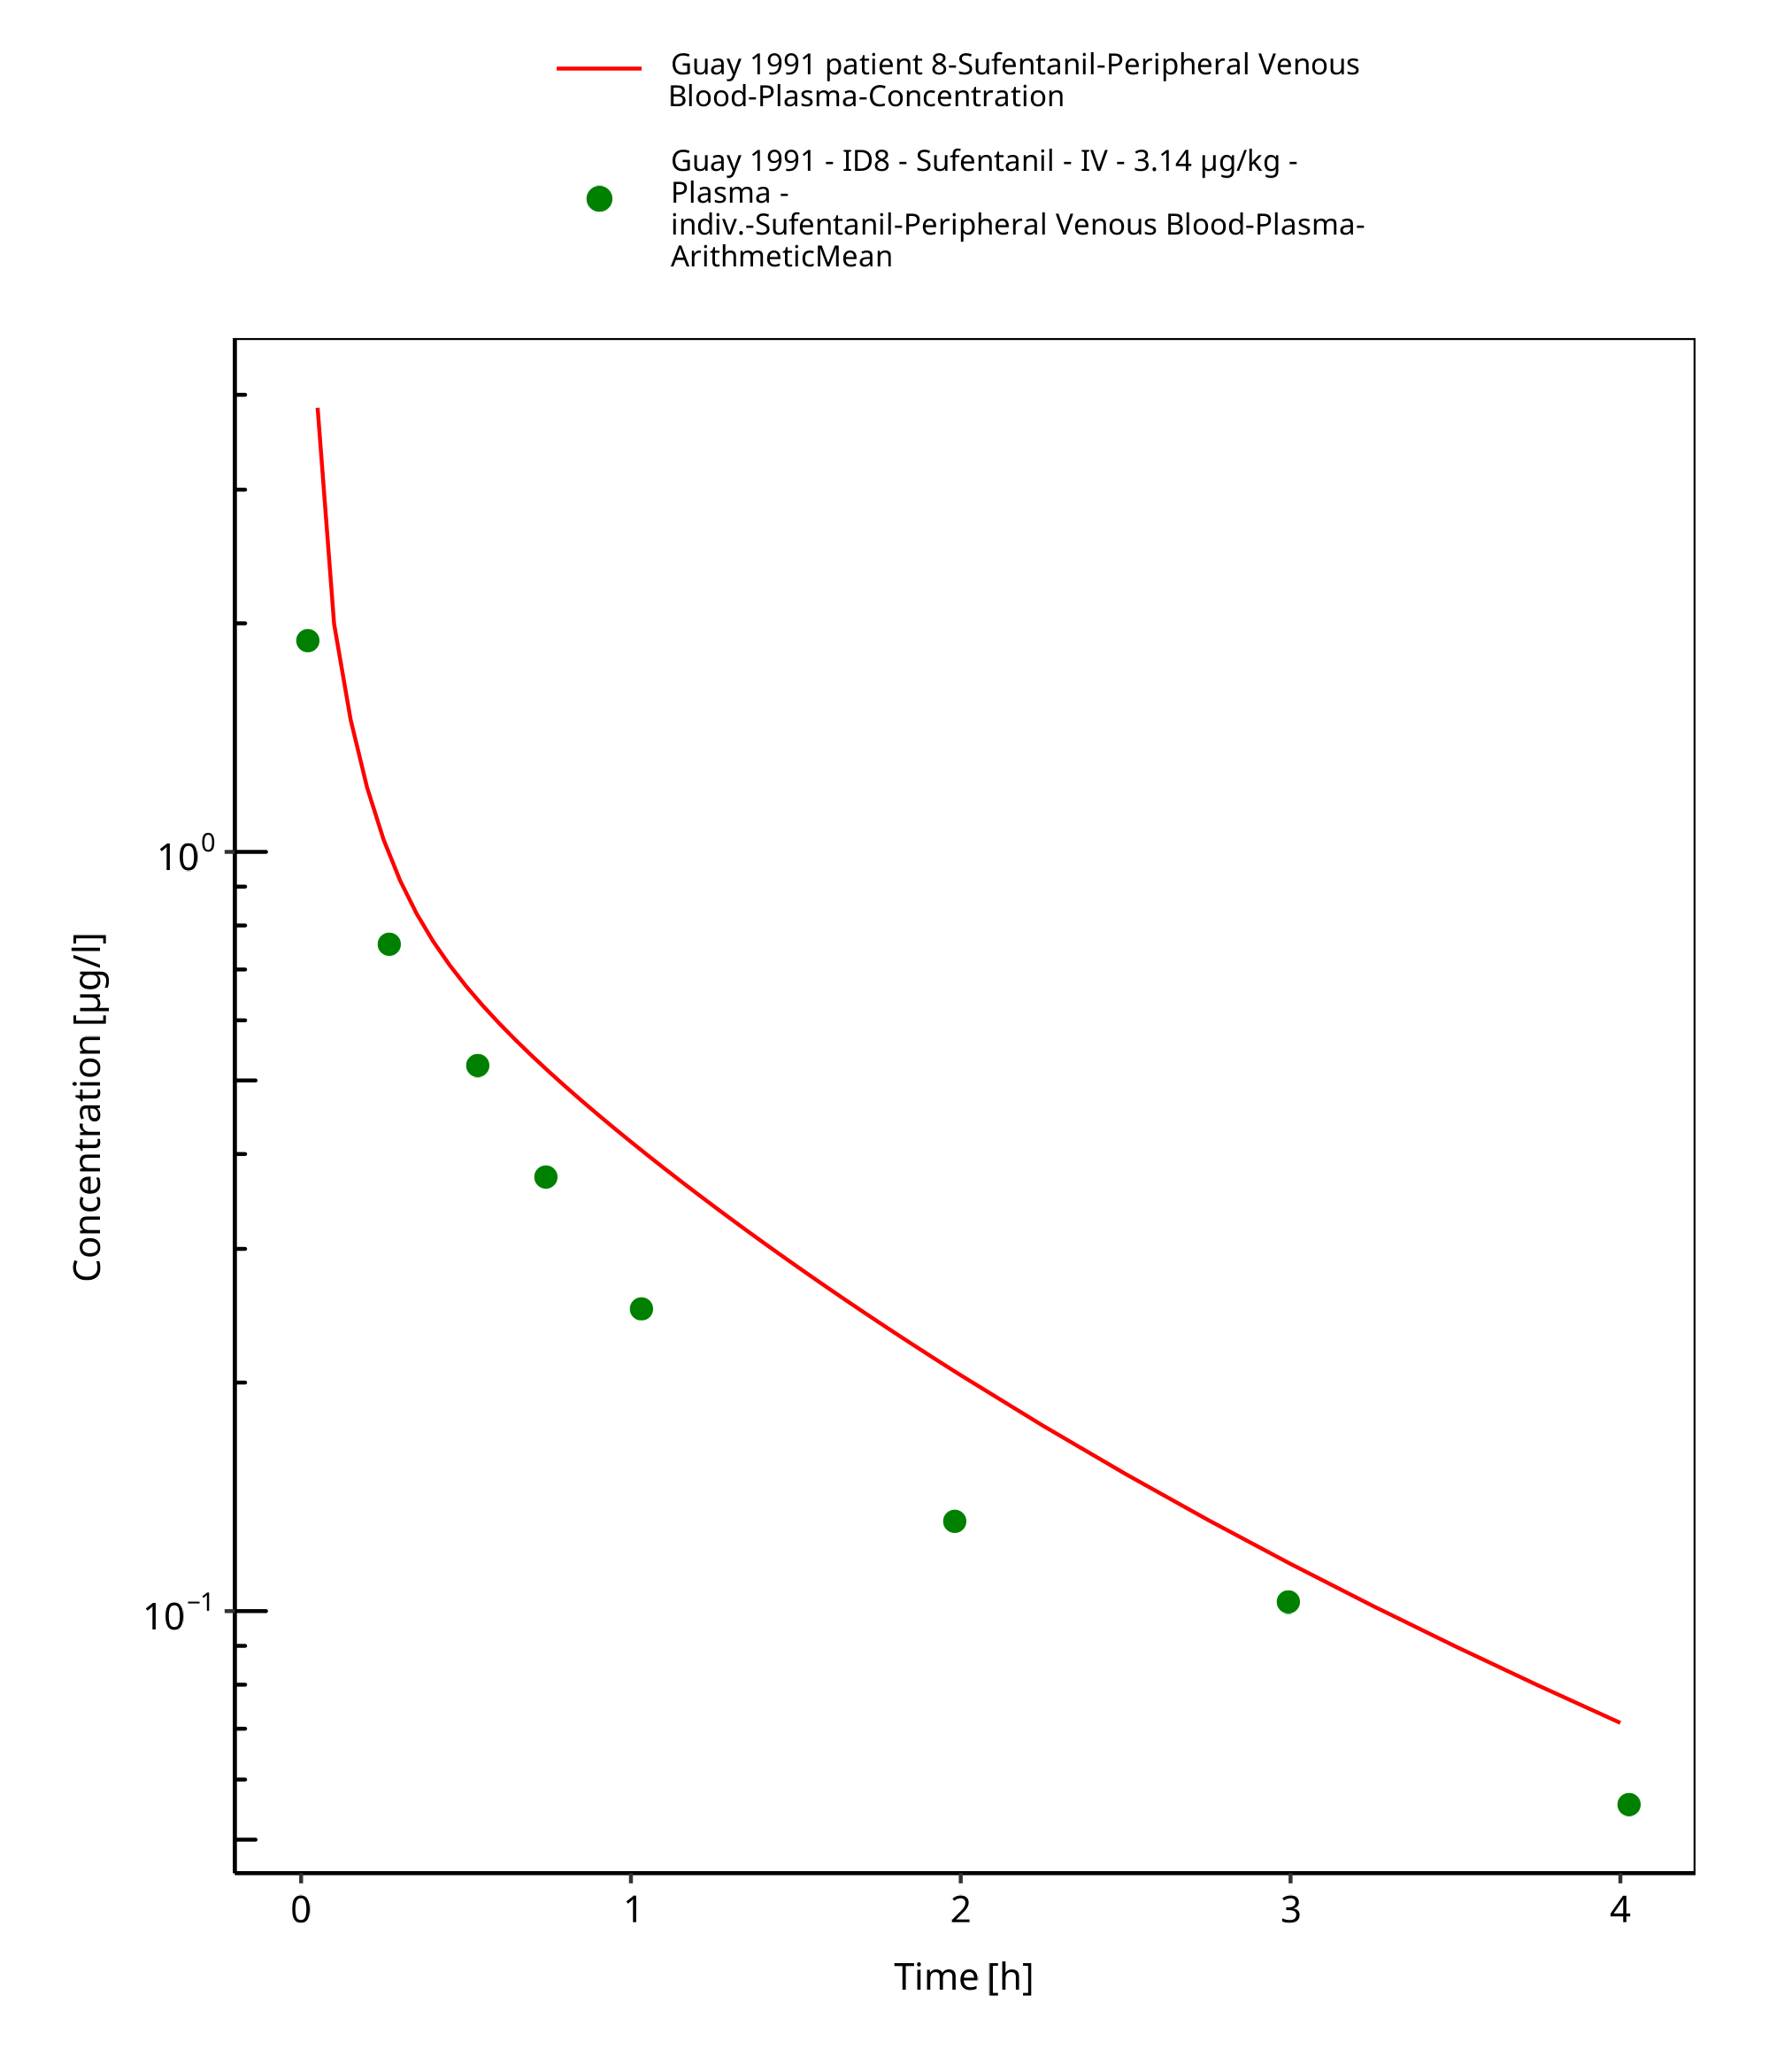 Guay 1991 patient 8-Sufentanil-Peripheral Venous
Blood-Plasma-Concentration
Guay 1991 - ID8 - Sufentanil - IV - 3.14 µg/kg -
Plasma -
indiv.-Sufentanil-Peripheral Venous Blood-Plasma-
ArithmeticMean
10⁰
10⁻¹
Concentration [µg/l]
0 1 2 3 4
Time [h]